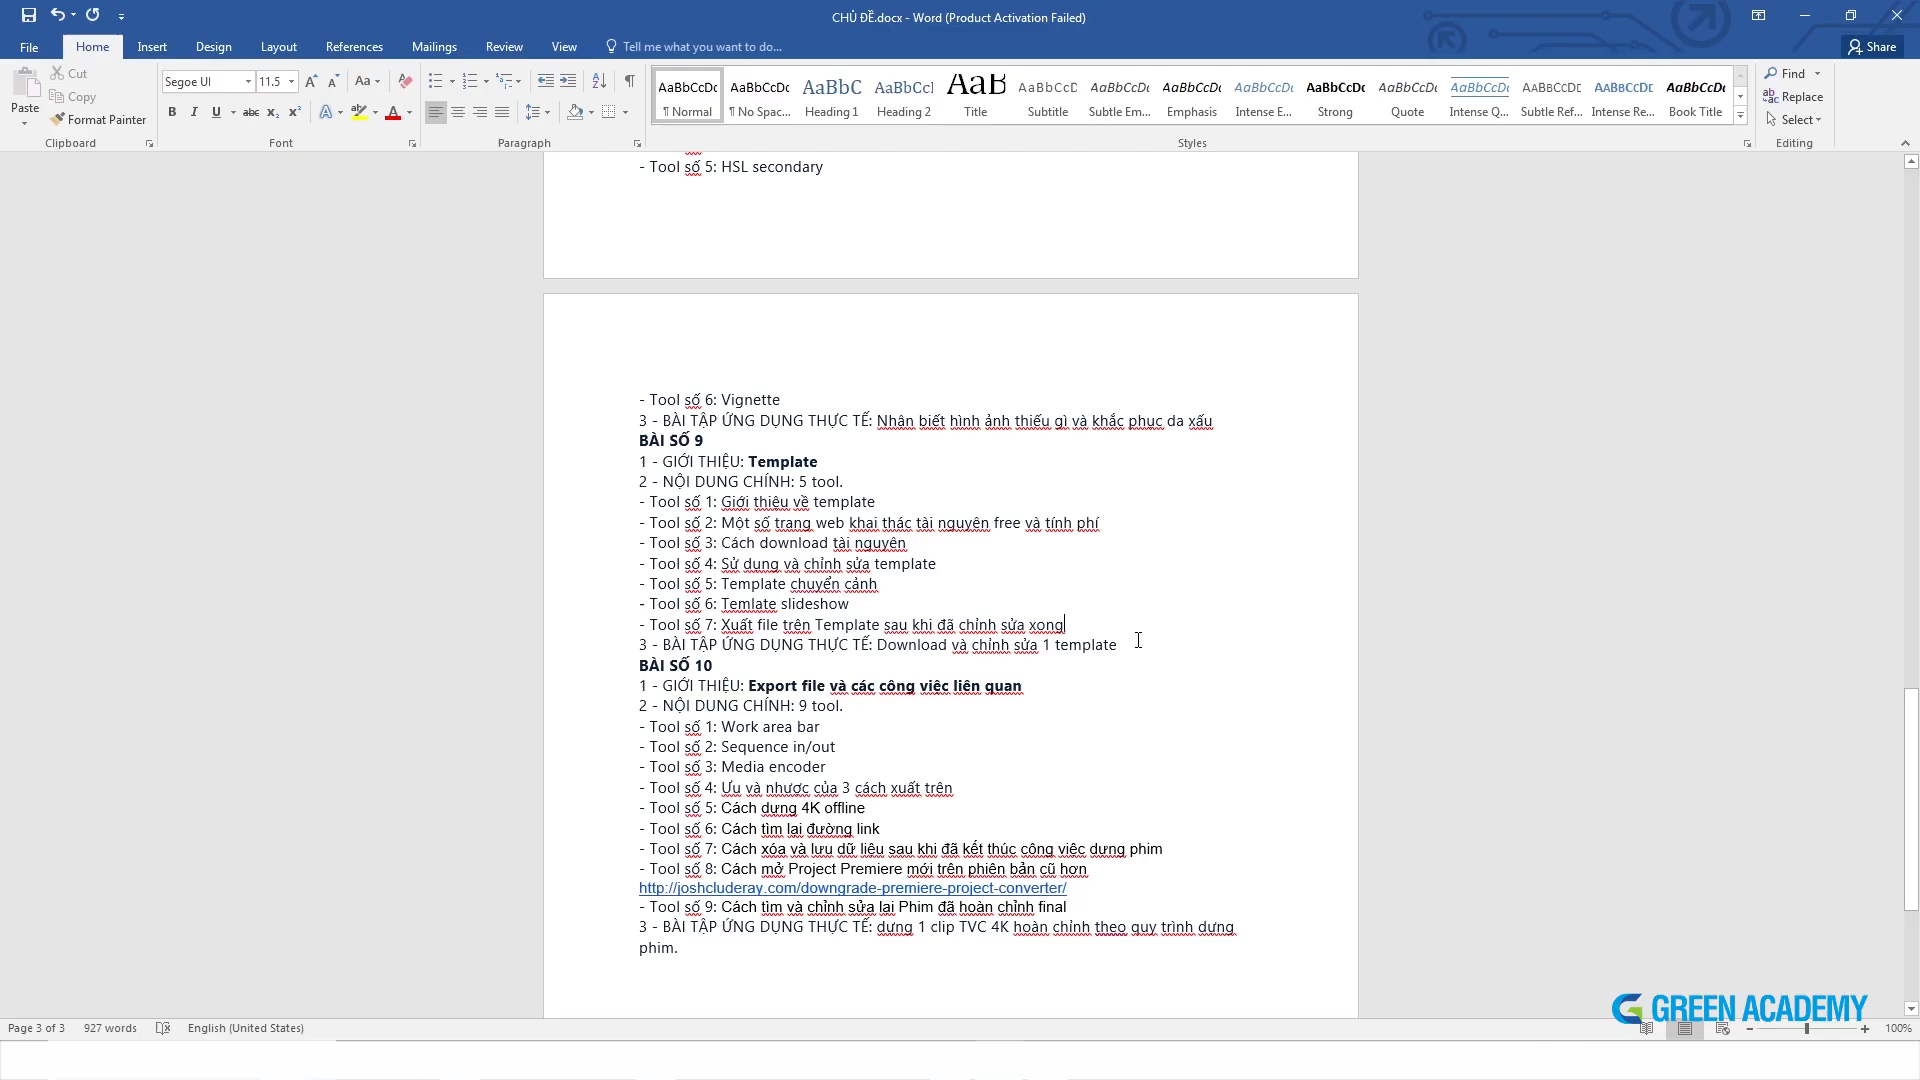 CHỦ ĐỀ.docx - Word (Product Activation Failed)
File Home Insert Design Layout References Mailings Review View Tell me what you want to do... Share
Paste Cut Copy Format Painter
Segoe UI 11.5 Aa
B I U abc x₂ x² A A
AaBbCcDc AaBbCcDc AaBbC AaBbCcl AaB AaBbCcD AaBbCcDc AaBbCcDc AaBbCcDc AaBbCcDc AaBbCcDc AaBbCcDc AABBCCDE AABBCCDE AaBbCcDc
¶ Normal ¶ No Spac... Heading 1 Heading 2 Title Subtitle Subtle Em... Emphasis Intense E... Strong Quote Intense Q... Subtle Ref... Intense Re... Book Title
Find Replace Select
Clipboard Font Paragraph Styles Editing
- Tool số 5: HSL secondary
- Tool số 6: Vignette
3 - BÀI TẬP ỨNG DỤNG THỰC TẾ: Nhân biết hình ảnh thiếu gì và khắc phục da xấu
BÀI SỐ 9
1 - GIỚI THIỆU: Template
2 - NỘI DUNG CHÍNH: 5 tool.
- Tool số 1: Giới thiệu về template
- Tool số 2: Một số trang web khai thác tài nguyên free và tính phí
- Tool số 3: Cách download tài nguyên
- Tool số 4: Sử dụng và chỉnh sửa template
- Tool số 5: Template chuyển cảnh
- Tool số 6: Temlate slideshow
- Tool số 7: Xuất file trên Template sau khi đã chỉnh sửa xong
3 - BÀI TẬP ỨNG DỤNG THỰC TẾ: Download và chỉnh sửa 1 template
BÀI SỐ 10
1 - GIỚI THIỆU: Export file và các công việc liên quan
2 - NỘI DUNG CHÍNH: 9 tool.
- Tool số 1: Work area bar
- Tool số 2: Sequence in/out
- Tool số 3: Media encoder
- Tool số 4: Ưu và nhược của 3 cách xuất trên
- Tool số 5: Cách dựng 4K offline
- Tool số 6: Cách tìm lại đường link
- Tool số 7: Cách xóa và lưu dữ liệu sau khi đã kết thúc công việc dựng phim
- Tool số 8: Cách mở Project Premiere mới trên phiên bản cũ hơn
http://joshcluderay.com/downgrade-premiere-project-converter/
- Tool số 9: Cách tìm và chỉnh sửa lại Phim đã hoàn chỉnh final
3 - BÀI TẬP ỨNG DỤNG THỰC TẾ: dựng 1 clip TVC 4K hoàn chỉnh theo quy trình dựng
phim.
GREEN ACADEMY
Page 3 of 3 927 words English (United States) 100%